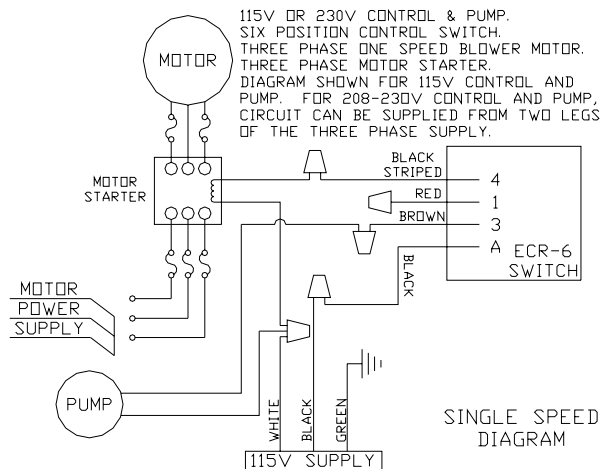 115V OR 230V CONTROL & PUMP.
SIX POSITION CONTROL SWITCH.
THREE PHASE ONE SPEED BLOWER MOTOR.
THREE PHASE MOTOR STARTER.
DIAGRAM SHOWN FOR 115V CONTROL AND
PUMP. FOR 208-230V CONTROL AND PUMP,
CIRCUIT CAN BE SUPPLIED FROM TWO LEGS
OF THE THREE PHASE SUPPLY.
MOTOR
MOTOR
STARTER
BLACK
STRIPED
RED
BROWN
BLACK
4
1
3
A
ECR-6
SWITCH
MOTOR
POWER
SUPPLY
PUMP
WHITE
BLACK
GREEN
115V SUPPLY
SINGLE SPEED
DIAGRAM